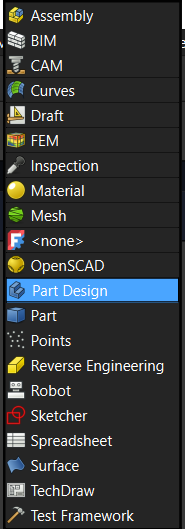 Assembly
BIM
CAM
Curves
Draft
FEM
Inspection
Material
Mesh
<none>
OpenSCAD
Part Design
Part
Points
Reverse Engineering
Robot
Sketcher
Spreadsheet
Surface
TechDraw
Test Framework